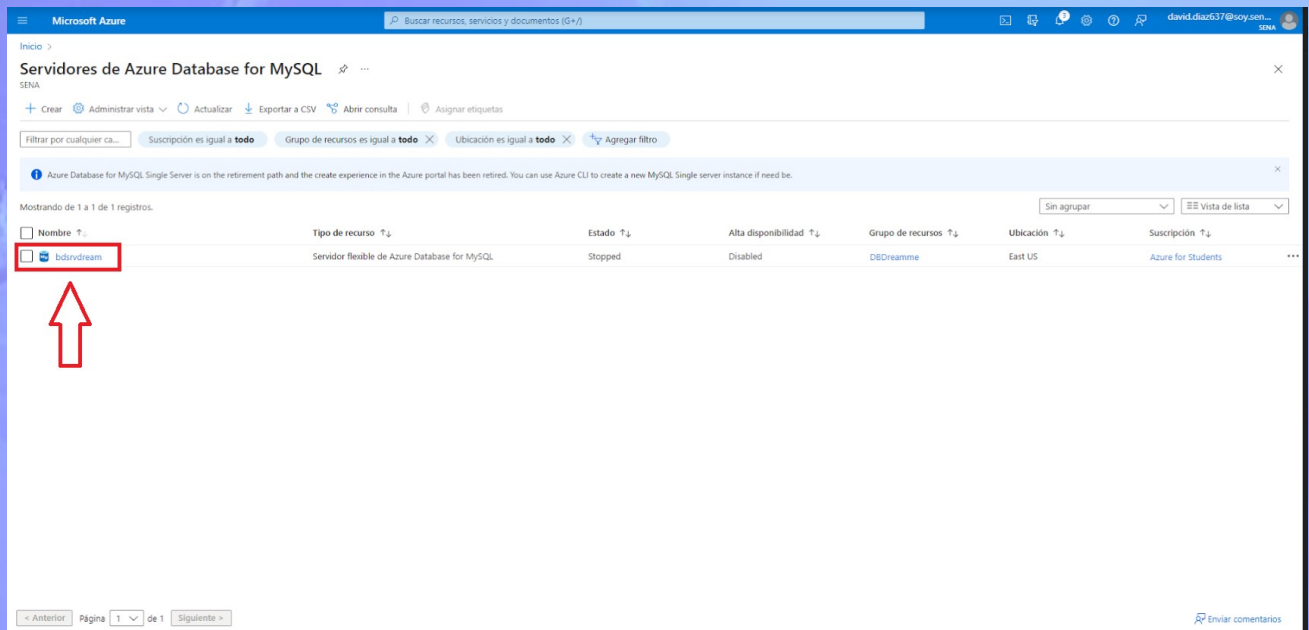 Microsoft Azure
Buscar recursos, servicios y documentos (G+/)
1
david.diaz637@soy.sen...
SENA
Inicio >
Servidores de Azure Database for MySQL ...
SENA
+ Crear Administrar vista Actualizar Exportar a CSV Abrir consulta Asignar etiquetas
Filtrar por cualquier ca... Suscripción es igual a todo Grupo de recursos es igual a todo Ubicación es igual a todo Agregar filtro
Azure Database for MySQL Single Server is on the retirement path and the create experience in the Azure portal has been retired. You can use Azure CLI to create a new MySQL Single server instance if need be.
Mostrando de 1 a 1 de 1 registros. Sin agrupar Vista de lista
Nombre ↑↓ Tipo de recurso ↑↓ Estado ↑↓ Alta disponibilidad ↑↓ Grupo de recursos ↑↓ Ubicación ↑↓ Suscripción ↑↓
bdsrvdream Servidor flexible de Azure Database for MySQL Stopped Disabled DBDreamme East US Azure for Students ...
< Anterior Página 1 de 1 Siguiente > Enviar comentarios